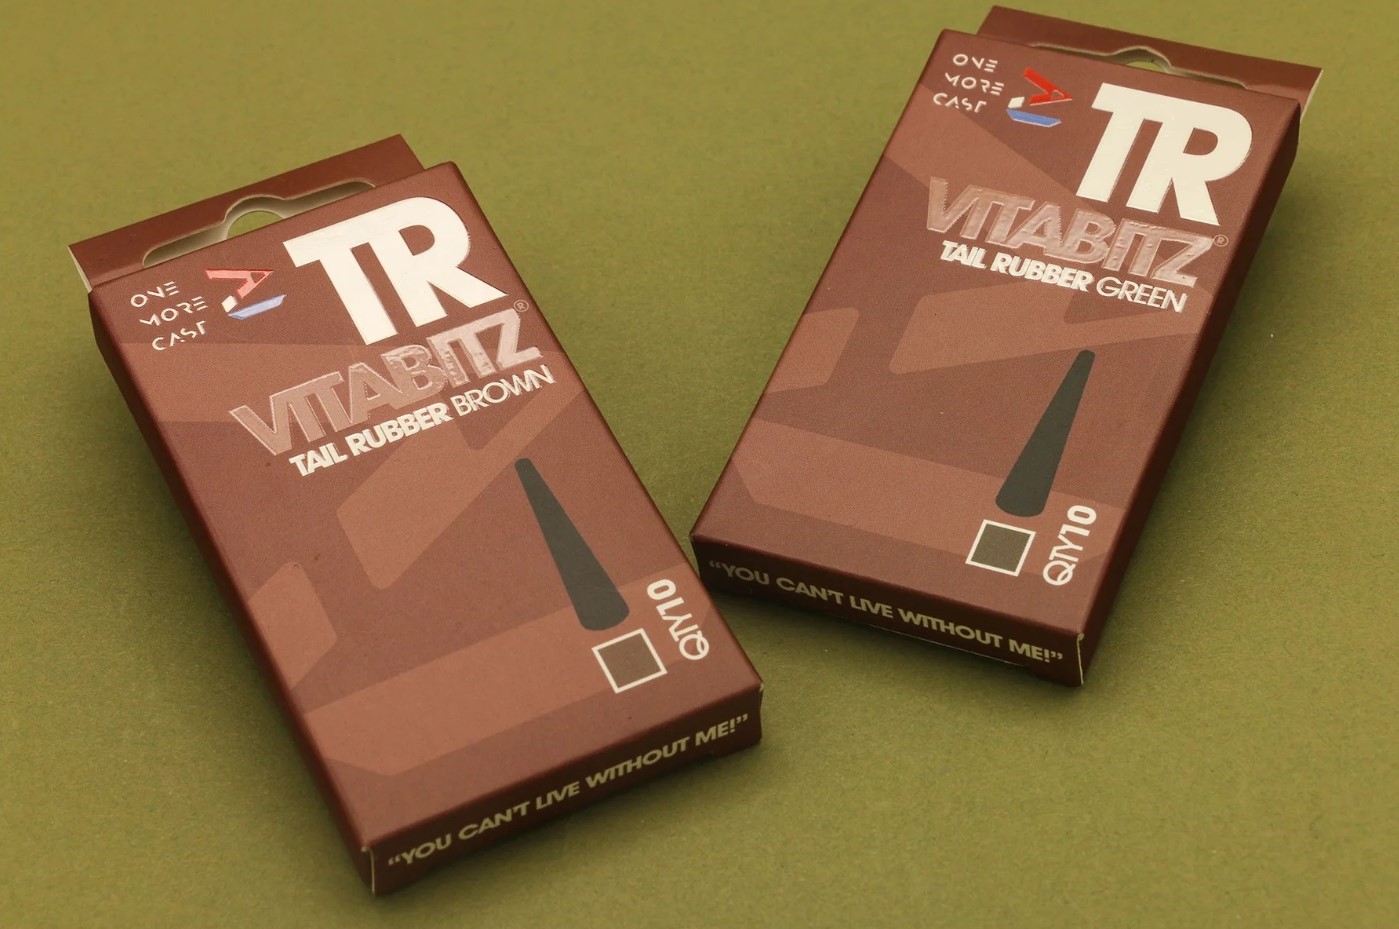 ONE
MORE
CAST
TR
VITABITZ®
TAIL RUBBER BROWN
QTY10
“YOU CAN'T LIVE WITHOUT ME!”
ONE
MORE
CAST
TR
VITABITZ®
TAIL RUBBER GREEN
QTY10
“YOU CAN'T LIVE WITHOUT ME!”